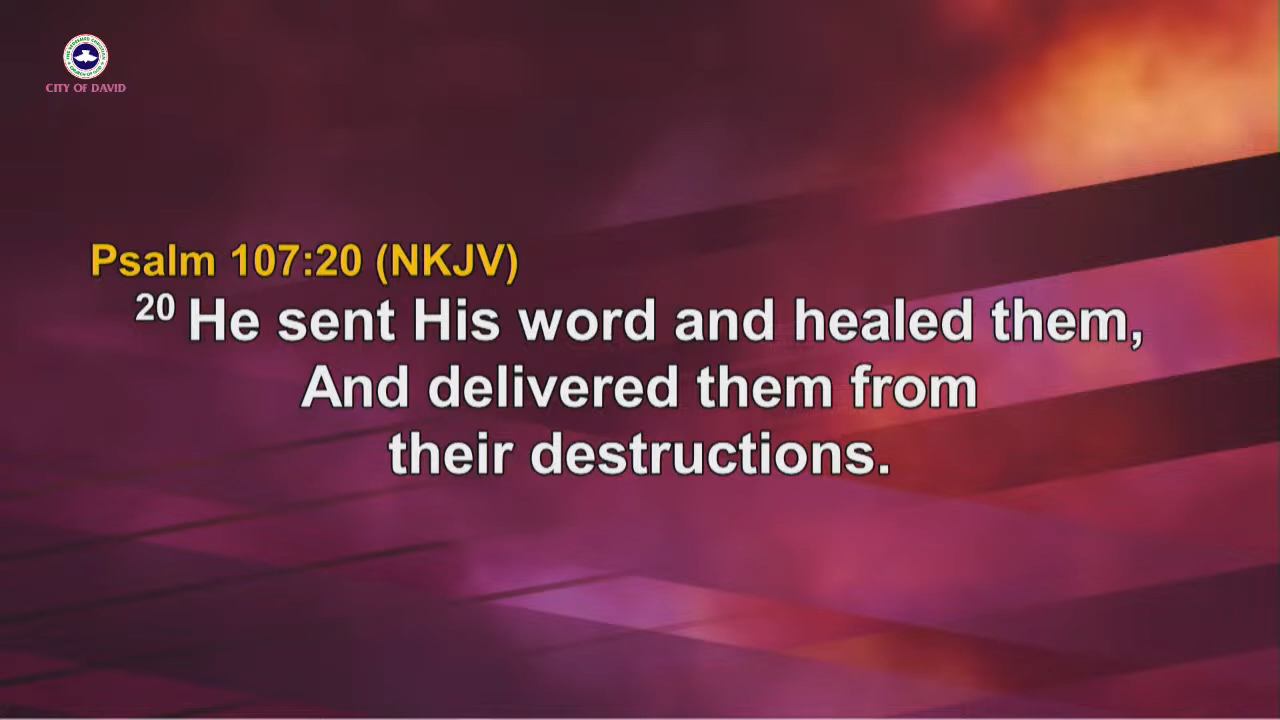 CITY OF DAVID
Psalm 107:20 (NKJV)
20 He sent His word and healed them,
And delivered them from
their destructions.